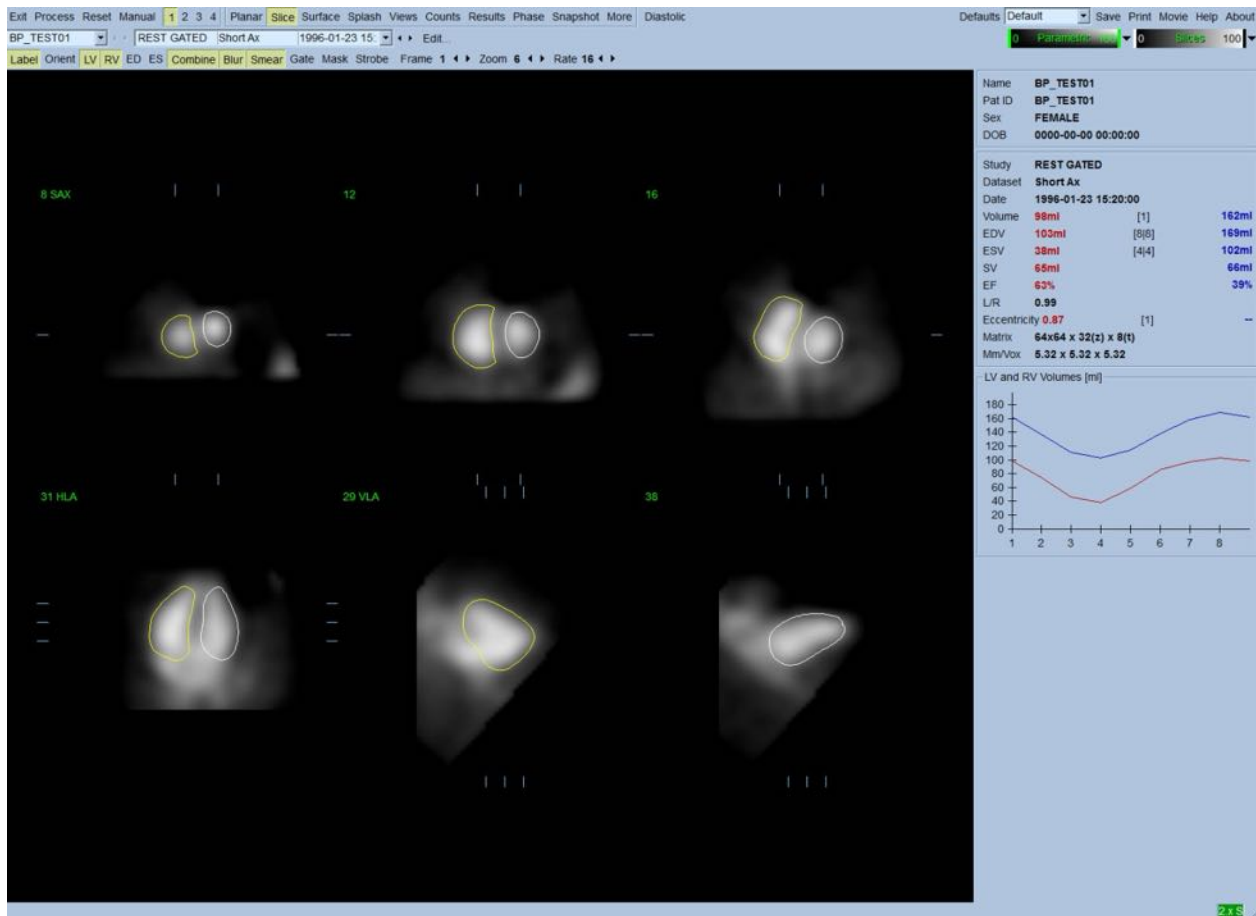 Exit Process Reset Manual 1 2 3 4 Planar Slice Surface Splash Views Counts Results Phase Snapshot More Diastolic Defaults Default Save Print Movie Help About
BP_TEST01 REST GATED Short Ax 1996-01-23 15: Edit... 0 Parametric 0 Slices 100
Label Orient LV RV ED ES Combine Blur Smear Gate Mask Strobe Frame 1 Zoom 6 Rate 16
Name BP_TEST01
Pat ID BP_TEST01
Sex FEMALE
DOB 0000-00-00 00:00:00
Study REST GATED
Dataset Short Ax
Date 1996-01-23 15:20:00
Volume 98ml [1] 162ml
EDV 103ml [8|8] 169ml
ESV 38ml [4|4] 102ml
SV 65ml 66ml
EF 63% 39%
L/R 0.99
Eccentricity 0.87 [1] --
Matrix 64x64 x 32(z) x 8(t)
Mm/Vox 5.32 x 5.32 x 5.32
LV and RV Volumes [ml]
180
160
140
120
100
80
60
40
20
0
1 2 3 4 5 6 7 8
8 SAX 12 16
31 HLA 29 VLA 38
2 x S